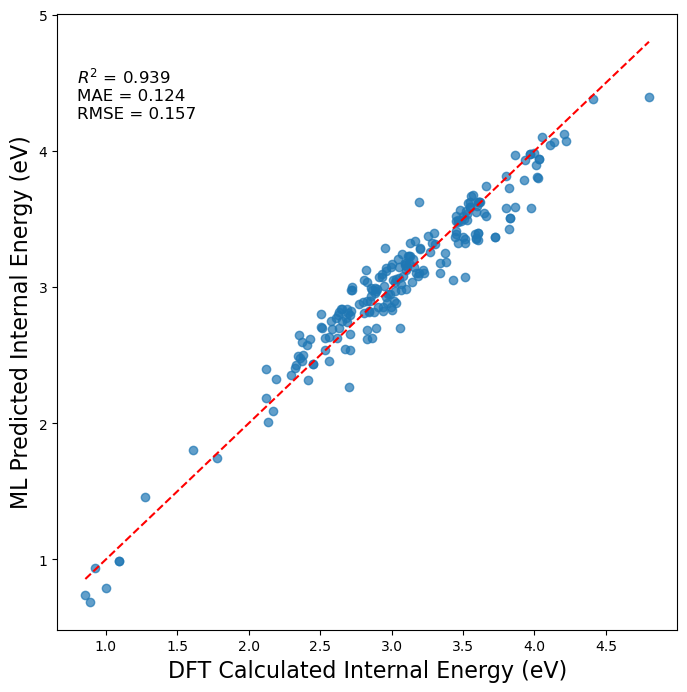 5
R² = 0.939
MAE = 0.124
RMSE = 0.157
4
3
2
1
ML Predicted Internal Energy (eV)
1.0 1.5 2.0 2.5 3.0 3.5 4.0 4.5
DFT Calculated Internal Energy (eV)